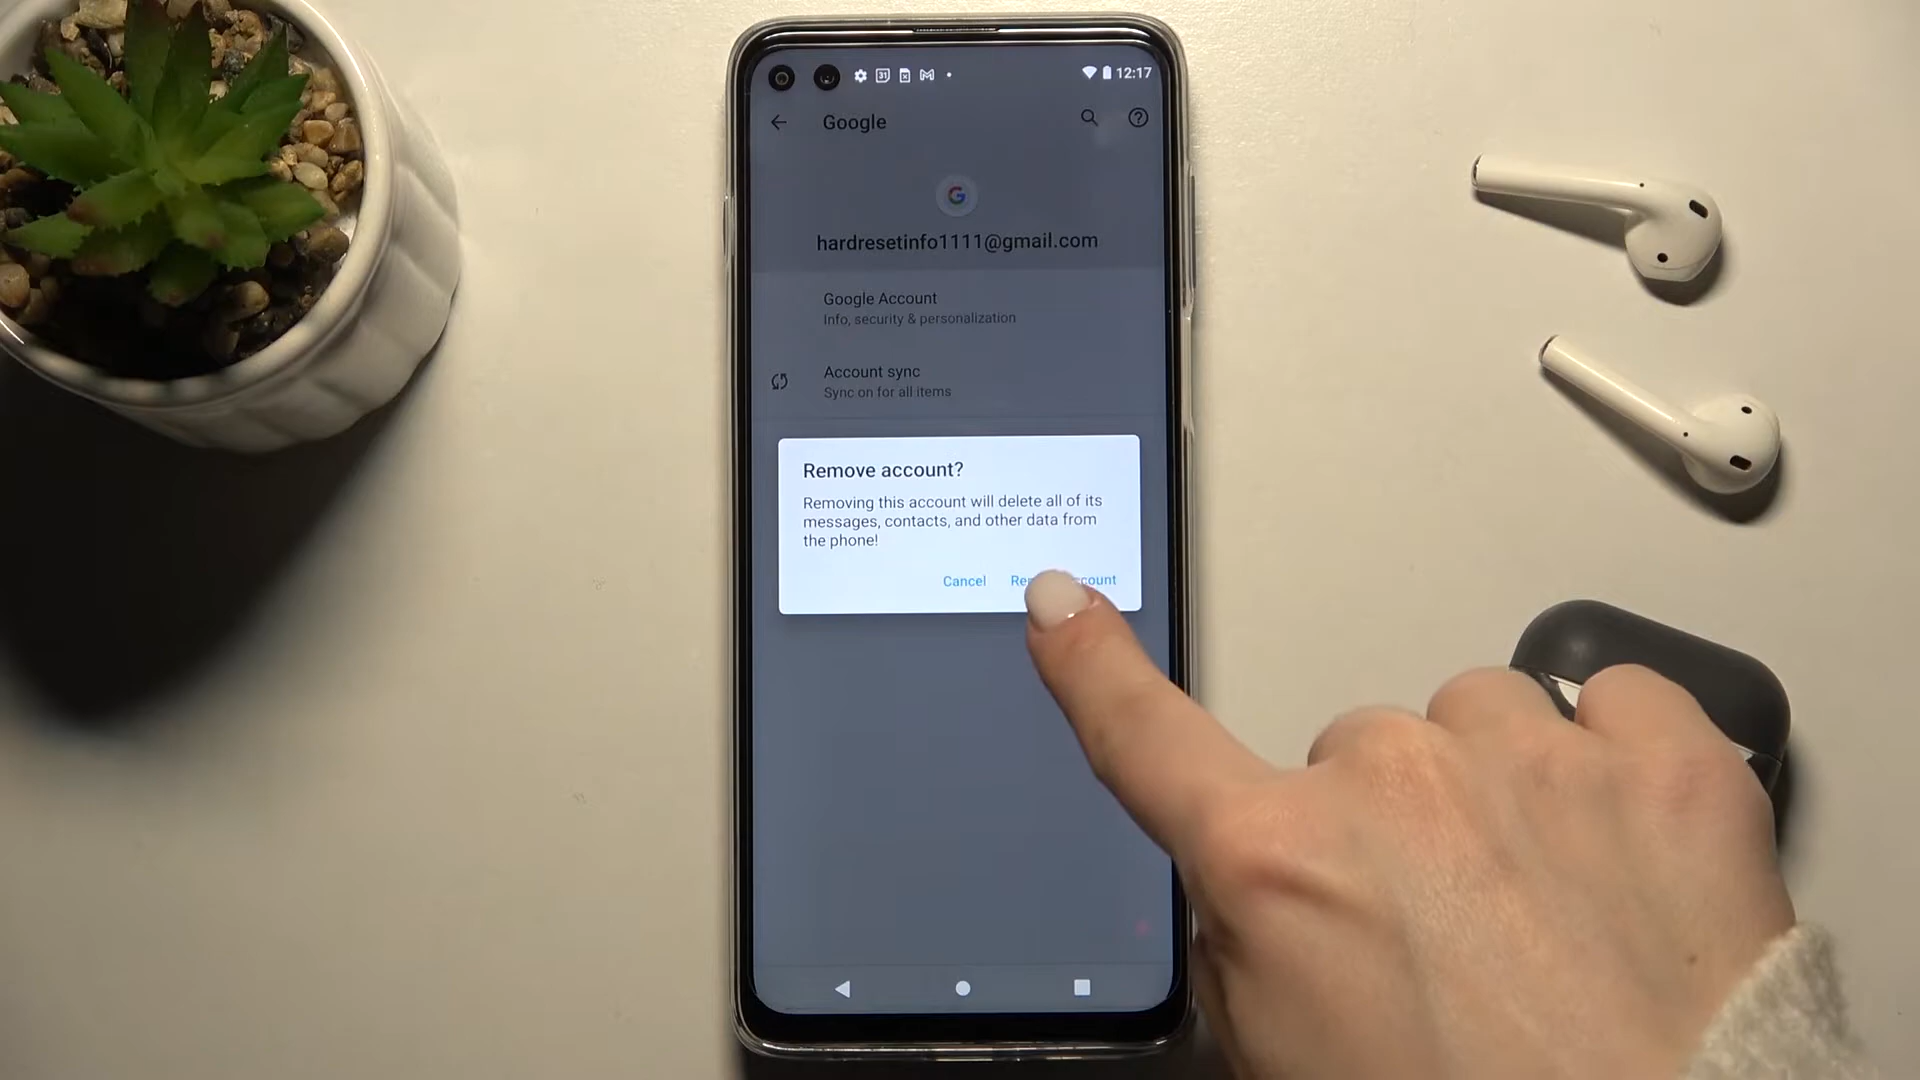 12:17
Google
G
hardresetinfo1111@gmail.com
Google Account
Info, security & personalization
Account sync
Sync on for all items
Remove account?
Removing this account will delete all of its
messages, contacts, and other data from
the phone!
Cancel